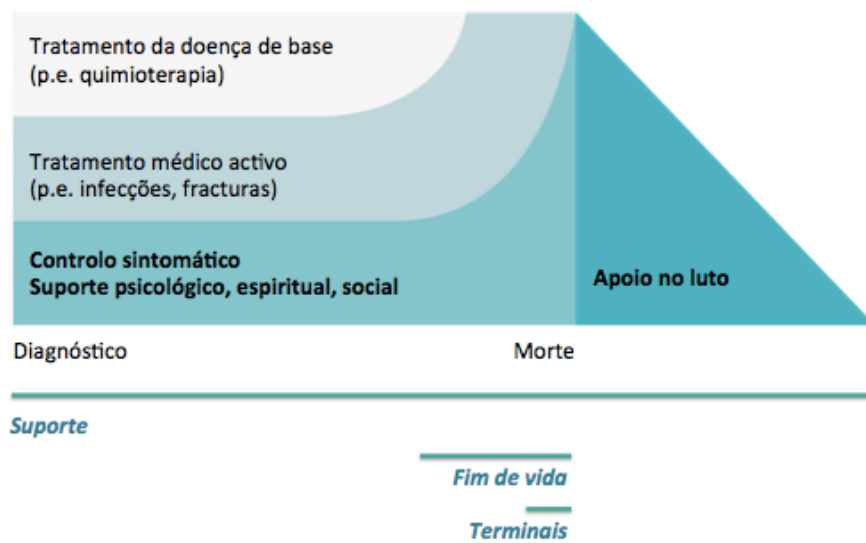 Tratamento da doença de base
(p.e. quimioterapia)
Tratamento médico activo
(p.e. infecções, fracturas)
Controlo sintomático
Suporte psicológico, espiritual, social
Apoio no luto
Diagnóstico
Morte
Suporte
Fim de vida
Terminais